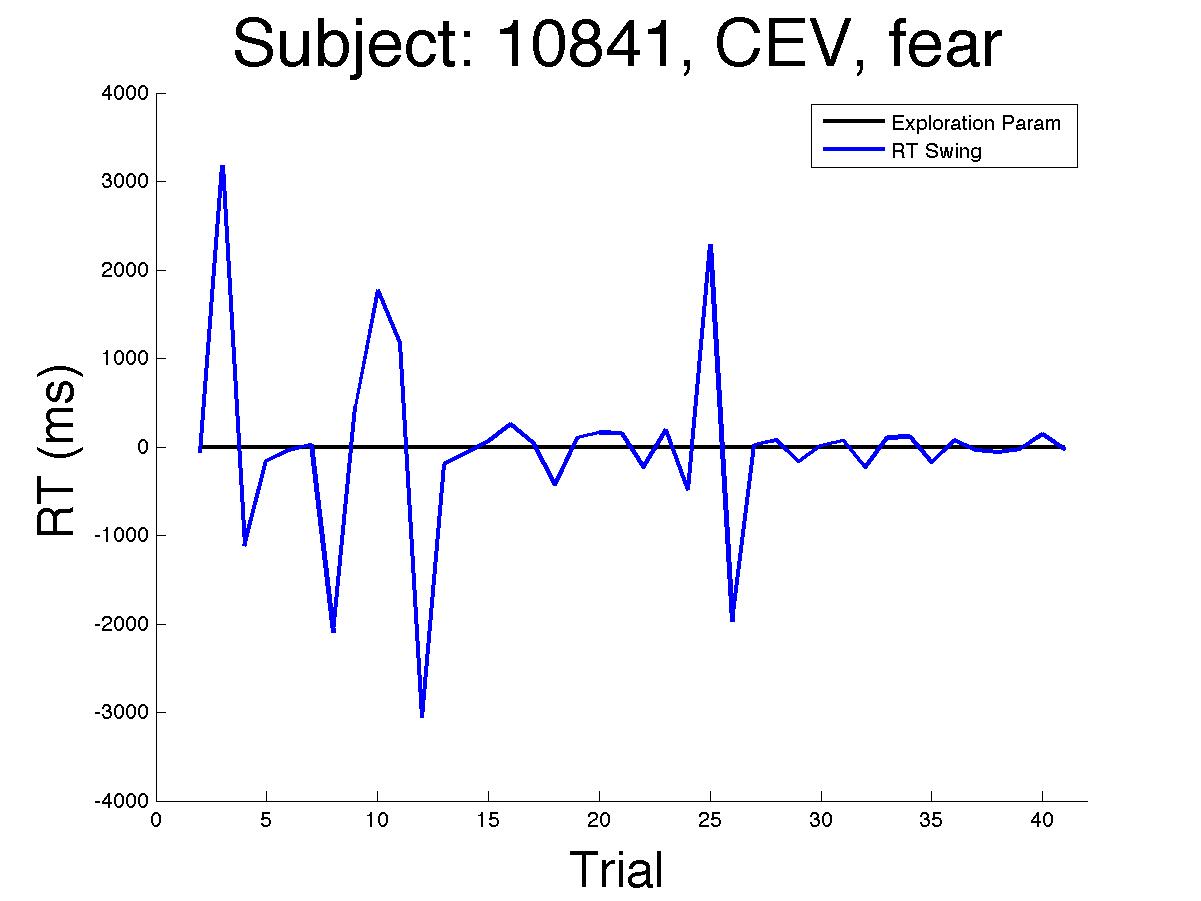 Subject: 10841, CEV, fear
4000
3000
2000
1000
0
-1000
-2000
-3000
-4000
RT (ms)
Exploration Param
RT Swing
0 5 10 15 20 25 30 35 40
Trial